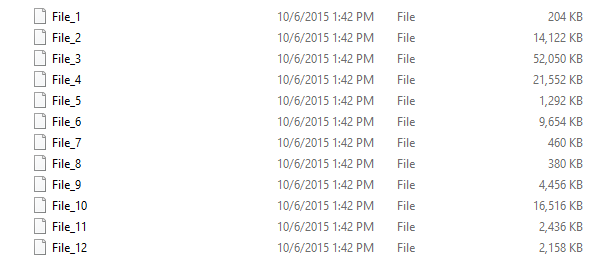 File_1 10/6/2015 1:42 PM File 204 KB
File_2 10/6/2015 1:42 PM File 14,122 KB
File_3 10/6/2015 1:42 PM File 52,050 KB
File_4 10/6/2015 1:42 PM File 21,552 KB
File_5 10/6/2015 1:42 PM File 1,292 KB
File_6 10/6/2015 1:42 PM File 9,654 KB
File_7 10/6/2015 1:42 PM File 460 KB
File_8 10/6/2015 1:42 PM File 380 KB
File_9 10/6/2015 1:42 PM File 4,456 KB
File_10 10/6/2015 1:42 PM File 16,516 KB
File_11 10/6/2015 1:42 PM File 2,436 KB
File_12 10/6/2015 1:42 PM File 2,158 KB